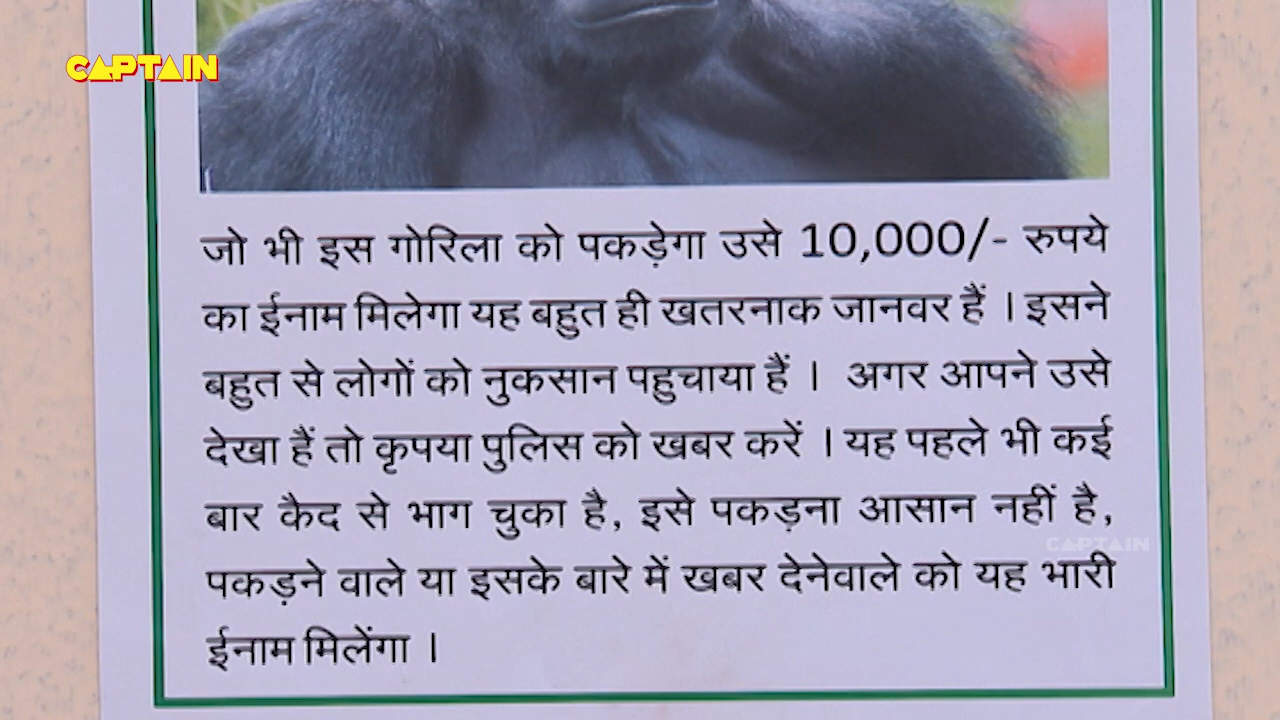 CAPTAIN
जो भी इस गोरिला को पकड़ेगा उसे 10,000/- रुपये
का ईनाम मिलेगा यह बहुत ही खतरनाक जानवर हैं । इसने
बहुत से लोगों को नुकसान पहुचाया हैं । अगर आपने उसे
देखा हैं तो कृपया पुलिस को खबर करें । यह पहले भी कई
बार कैद से भाग चुका है, इसे पकड़ना आसान नहीं है,
CAPTAIN
पकड़ने वाले या इसके बारे में खबर देनेवाले को यह भारी
ईनाम मिलेंगा ।